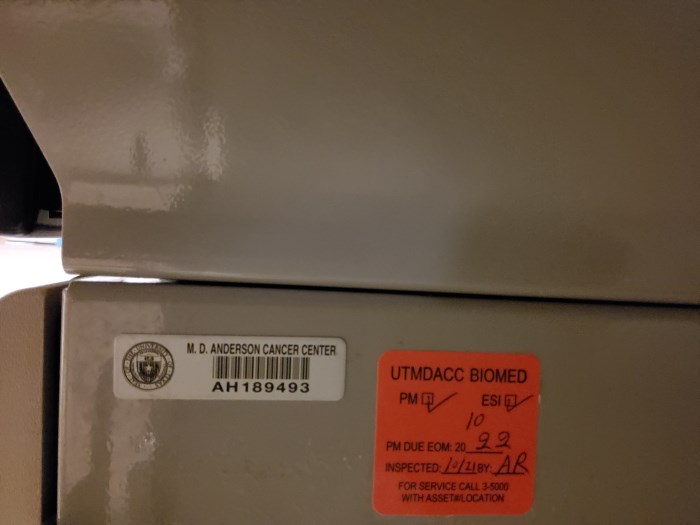 M. D. ANDERSON CANCER CENTER
AH189493
UTMDACC BIOMED
PM ESI
10
PM DUE EOM: 20 22
INSPECTED: 10/21 BY: AR
FOR SERVICE CALL 3-5000
WITH ASSET#/LOCATION